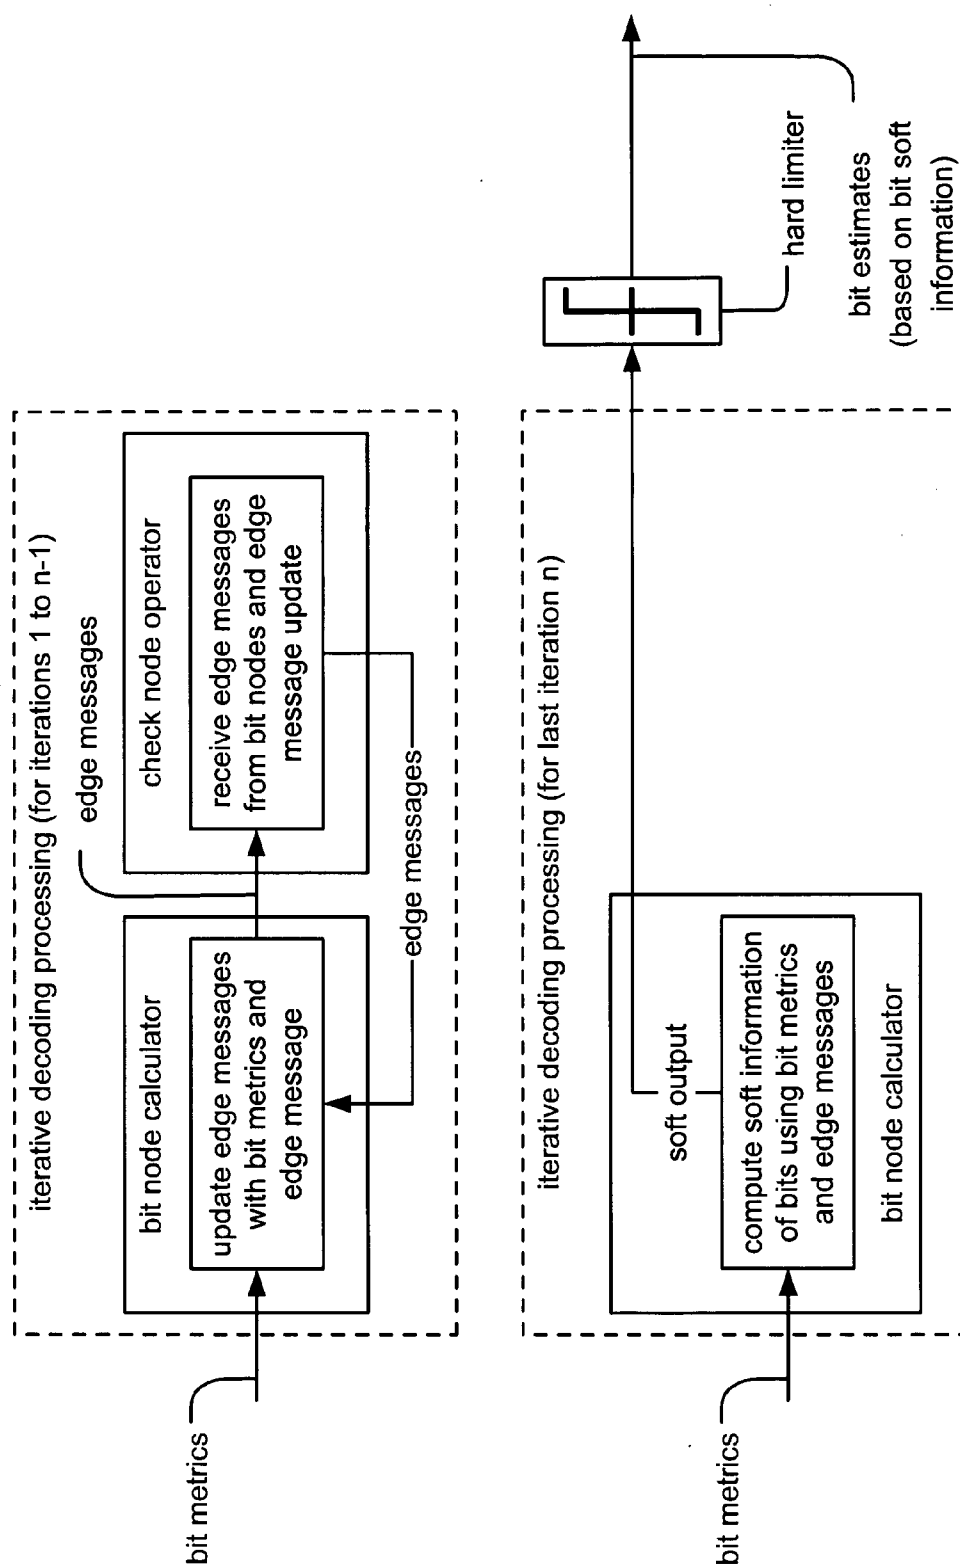 iterative decoding processing (for iterations 1 to n-1)
edge messages
bit metrics
bit node calculator
update edge messages
with bit metrics and
edge message
check node operator
receive edge messages
from bit nodes and edge
message update
edge messages
iterative decoding processing (for last iteration n)
bit metrics
soft output
compute soft information
of bits using bit metrics
and edge messages
bit node calculator
hard limiter
bit estimates
(based on bit soft
information)